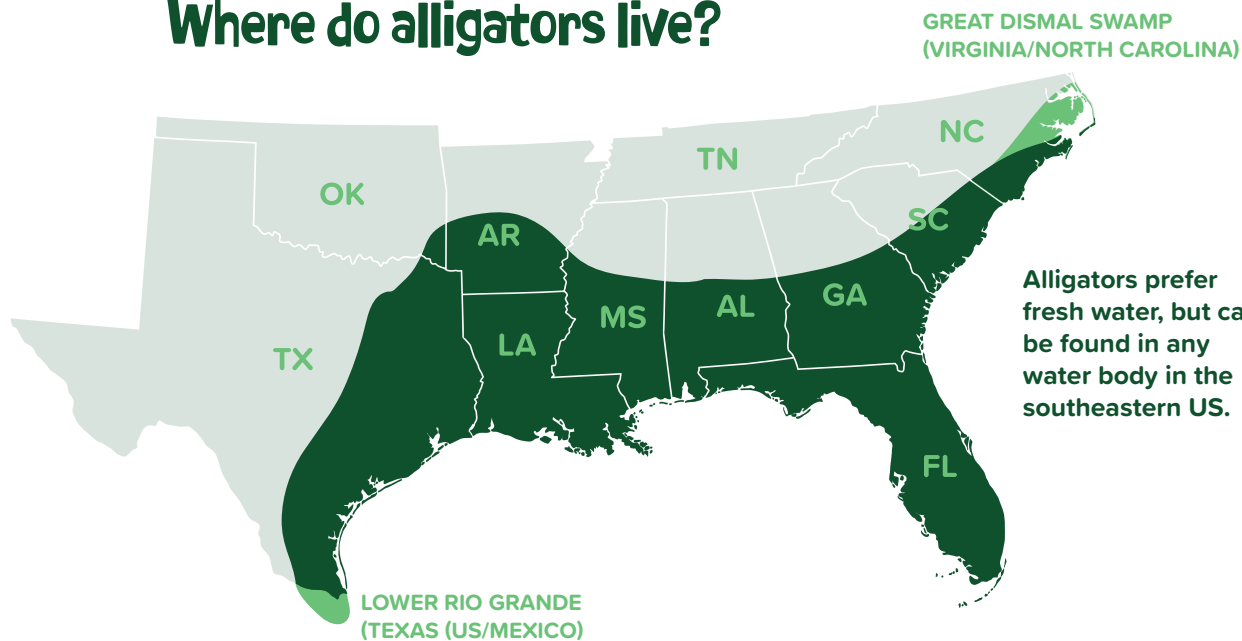 Where do alligators live?
GREAT DISMAL SWAMP
(VIRGINIA/NORTH CAROLINA)
NC
TN
OK
SC
AR
GA
AL
MS
LA
TX
Alligators prefer
fresh water, but ca
be found in any
water body in the
southeastern US.
FL
LOWER RIO GRANDE
(TEXAS (US/MEXICO)